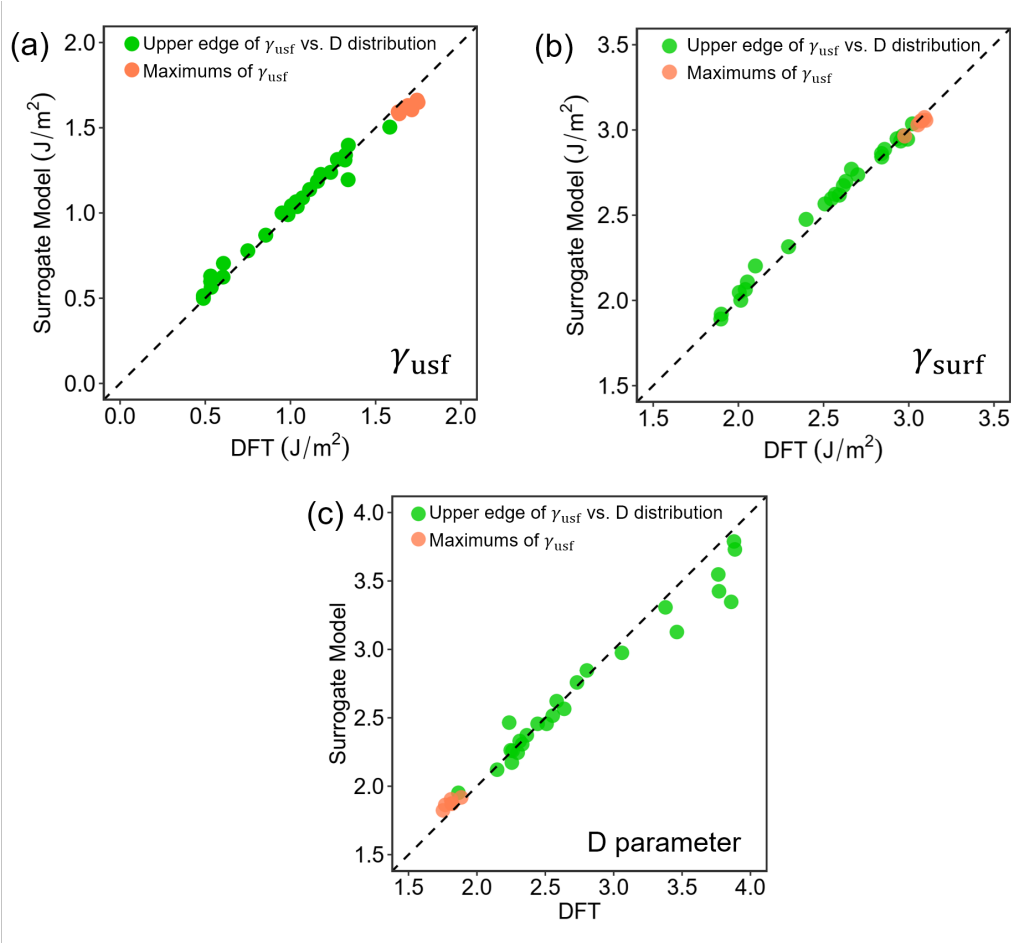 (a)
Upper edge of γusf vs. D distribution
Maximums of γusf
2.0
1.5
1.0
0.5
0.0
Surrogate Model (J/m²)
γusf
0.0 0.5 1.0 1.5 2.0
DFT (J/m²)
(b)
Upper edge of γusf vs. D distribution
Maximums of γusf
3.5
3.0
2.5
2.0
1.5
Surrogate Model (J/m²)
γsurf
1.5 2.0 2.5 3.0 3.5
DFT (J/m²)
(c)
Upper edge of γusf vs. D distribution
Maximums of γusf
4.0
3.5
3.0
2.5
2.0
1.5
Surrogate Model
D parameter
1.5 2.0 2.5 3.0 3.5 4.0
DFT